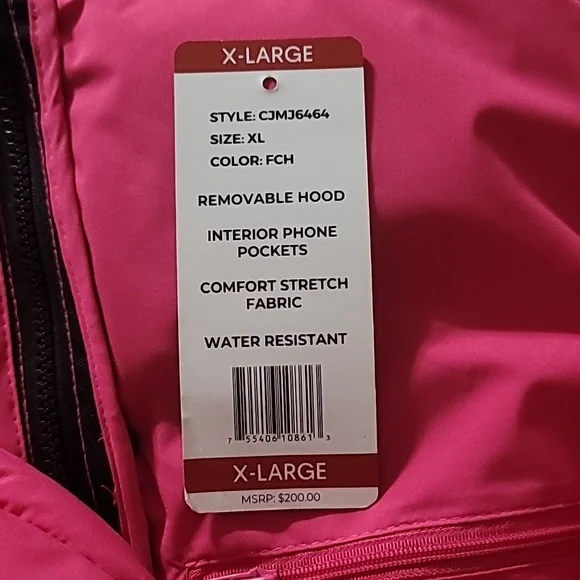 X-LARGE
STYLE: CJMJ6464
SIZE: XL
COLOR: FCH
REMOVABLE HOOD
INTERIOR PHONE
POCKETS
COMFORT STRETCH
FABRIC
WATER RESISTANT
7 55406 10861 3
X-LARGE
MSRP: $200.00